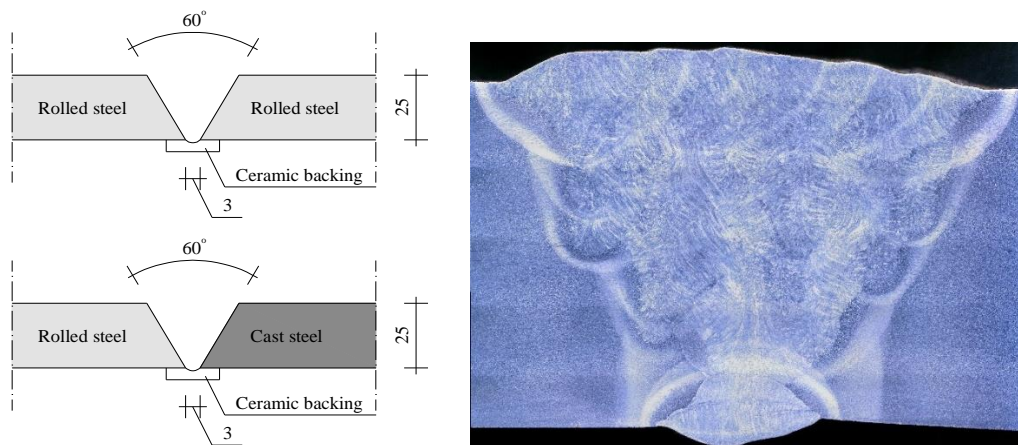 60°
Rolled steel
Rolled steel
25
Ceramic backing
3
60°
Rolled steel
Cast steel
25
Ceramic backing
3